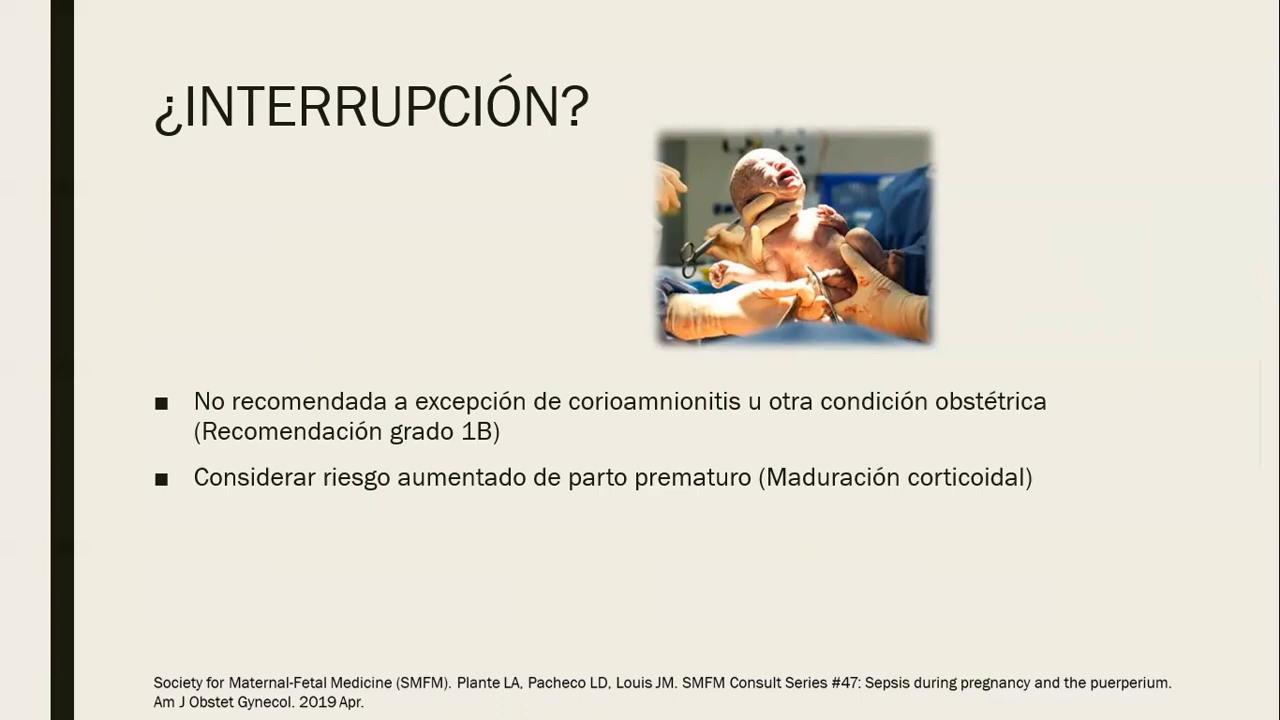 ¿INTERRUPCIÓN?
■ No recomendada a excepción de corioamnionitis u otra condición obstétrica
(Recomendación grado 1B)
■ Considerar riesgo aumentado de parto prematuro (Maduración corticoidal)
Society for Maternal-Fetal Medicine (SMFM). Plante LA, Pacheco LD, Louis JM. SMFM Consult Series #47: Sepsis during pregnancy and the puerperium.
Am J Obstet Gynecol. 2019 Apr.